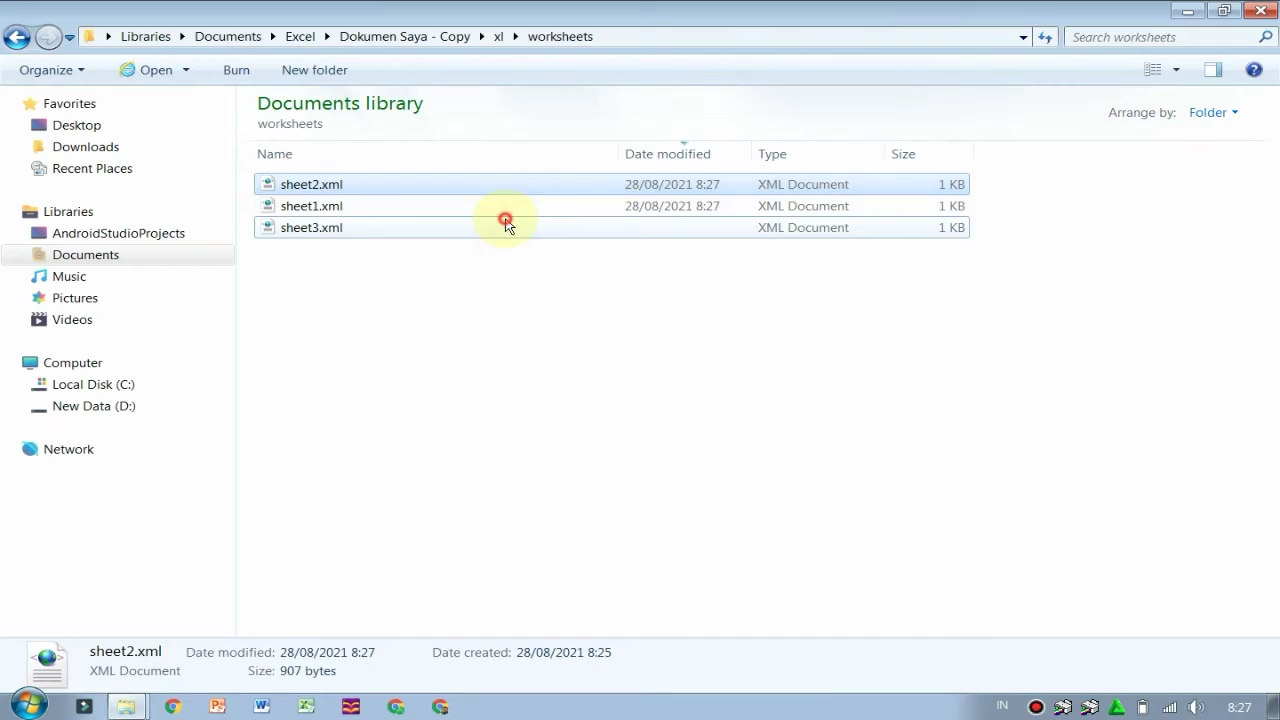 Libraries Documents Excel Dokumen Saya - Copy xl worksheets
Search worksheets
Organize Open Burn New folder
Favorites
Desktop
Downloads
Recent Places
Libraries
AndroidStudioProjects
Documents
Music
Pictures
Videos
Computer
Local Disk (C:)
New Data (D:)
Network
Documents library
worksheets
Arrange by: Folder
Name Date modified Type Size
sheet2.xml 28/08/2021 8:27 XML Document 1 KB
sheet1.xml 28/08/2021 8:27 XML Document 1 KB
sheet3.xml XML Document 1 KB
sheet2.xml Date modified: 28/08/2021 8:27 Date created: 28/08/2021 8:25
XML Document Size: 907 bytes
IN 8:27